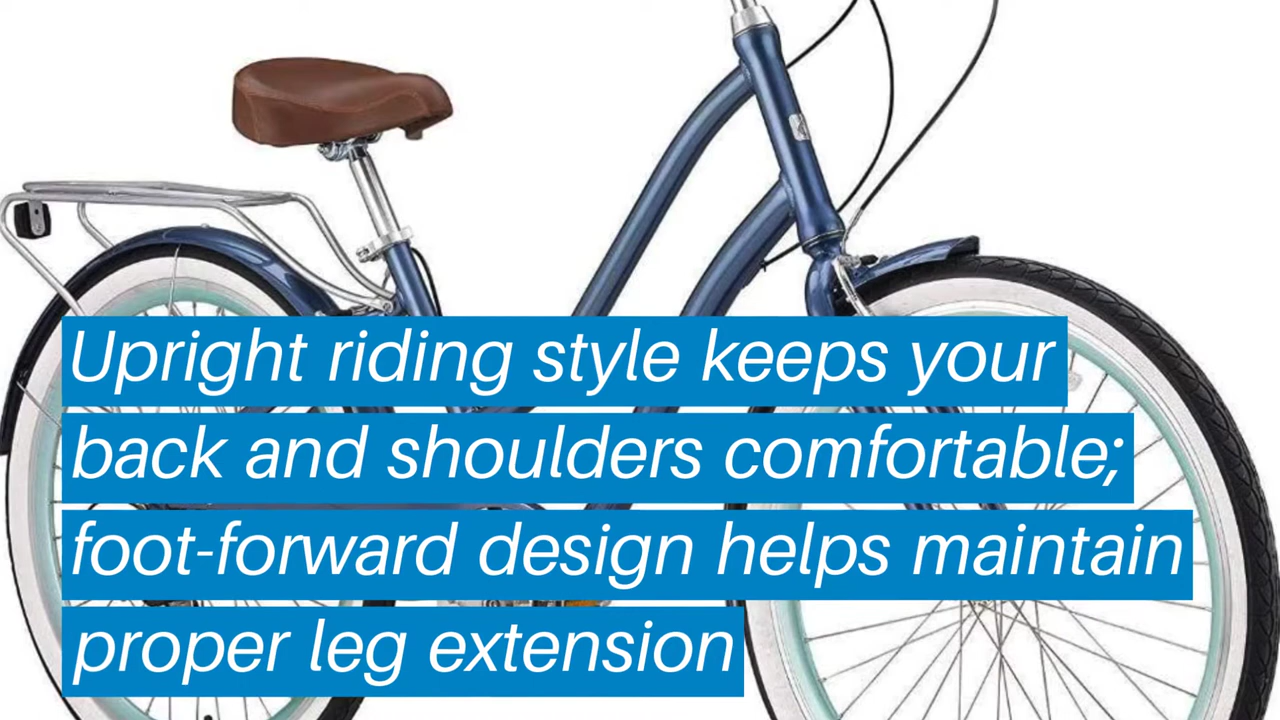 Upright riding style keeps your
back and shoulders comfortable;
foot-forward design helps maintain
proper leg extension